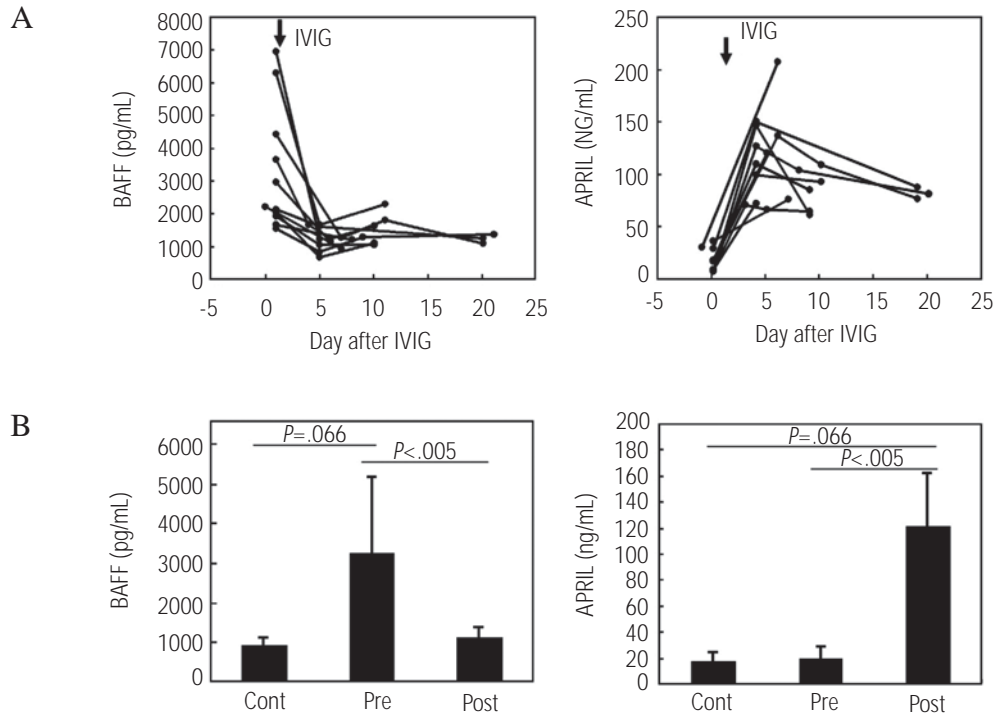 A
8000
7000
6000
5000
4000
3000
2000
1000
0
BAFF (pg/mL)
IVIG
-5 0 5 10 15 20 25
Day after IVIG
250
200
150
100
50
0
APRIL (NG/mL)
IVIG
-5 0 5 10 15 20 25
Day after IVIG
B
6000
5000
4000
3000
2000
1000
0
BAFF (pg/mL)
P=.066
P<.005
Cont Pre Post
200
180
160
140
120
100
80
60
40
20
0
APRIL (ng/mL)
P=.066
P<.005
Cont Pre Post